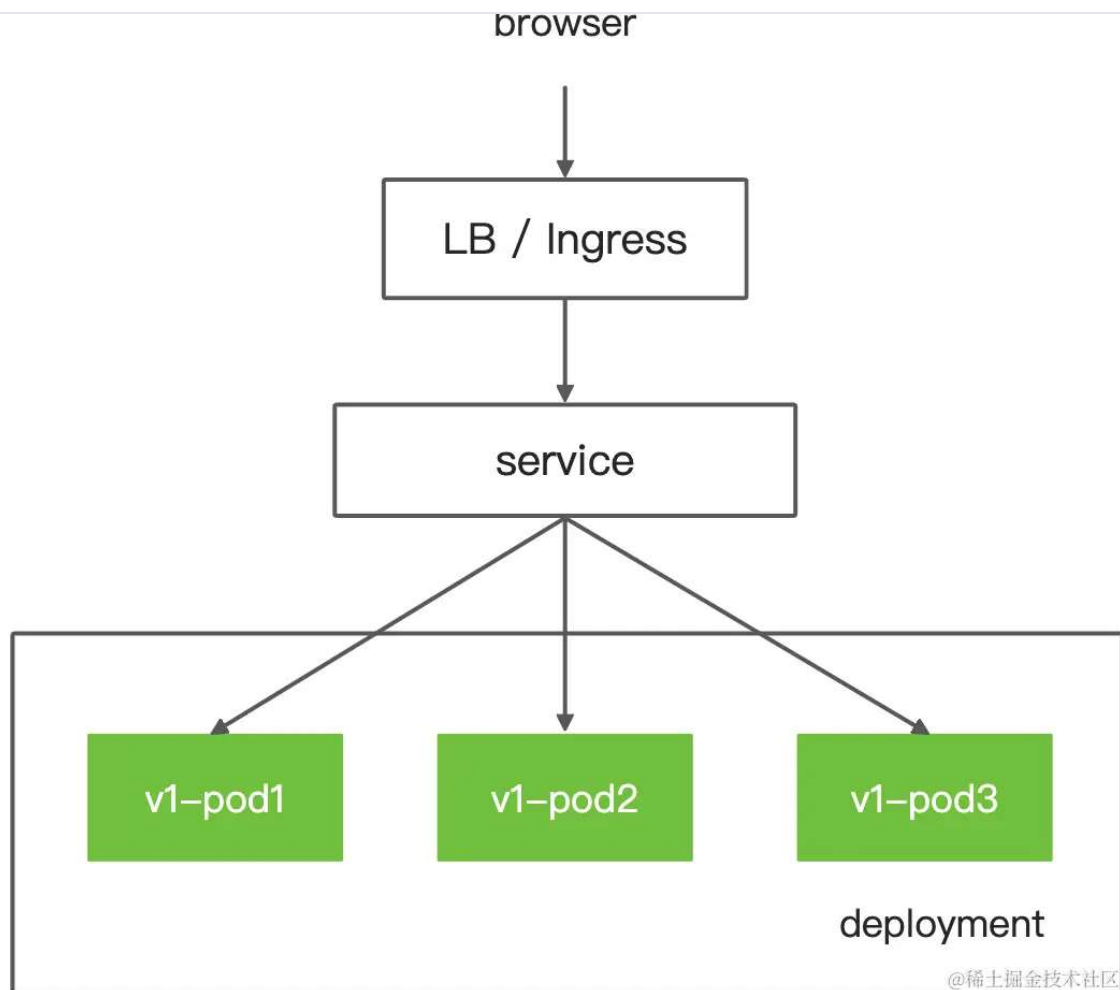 browser
LB / Ingress
service
v1-pod1
v1-pod2
v1-pod3
deployment
@稀土掘金技术社区